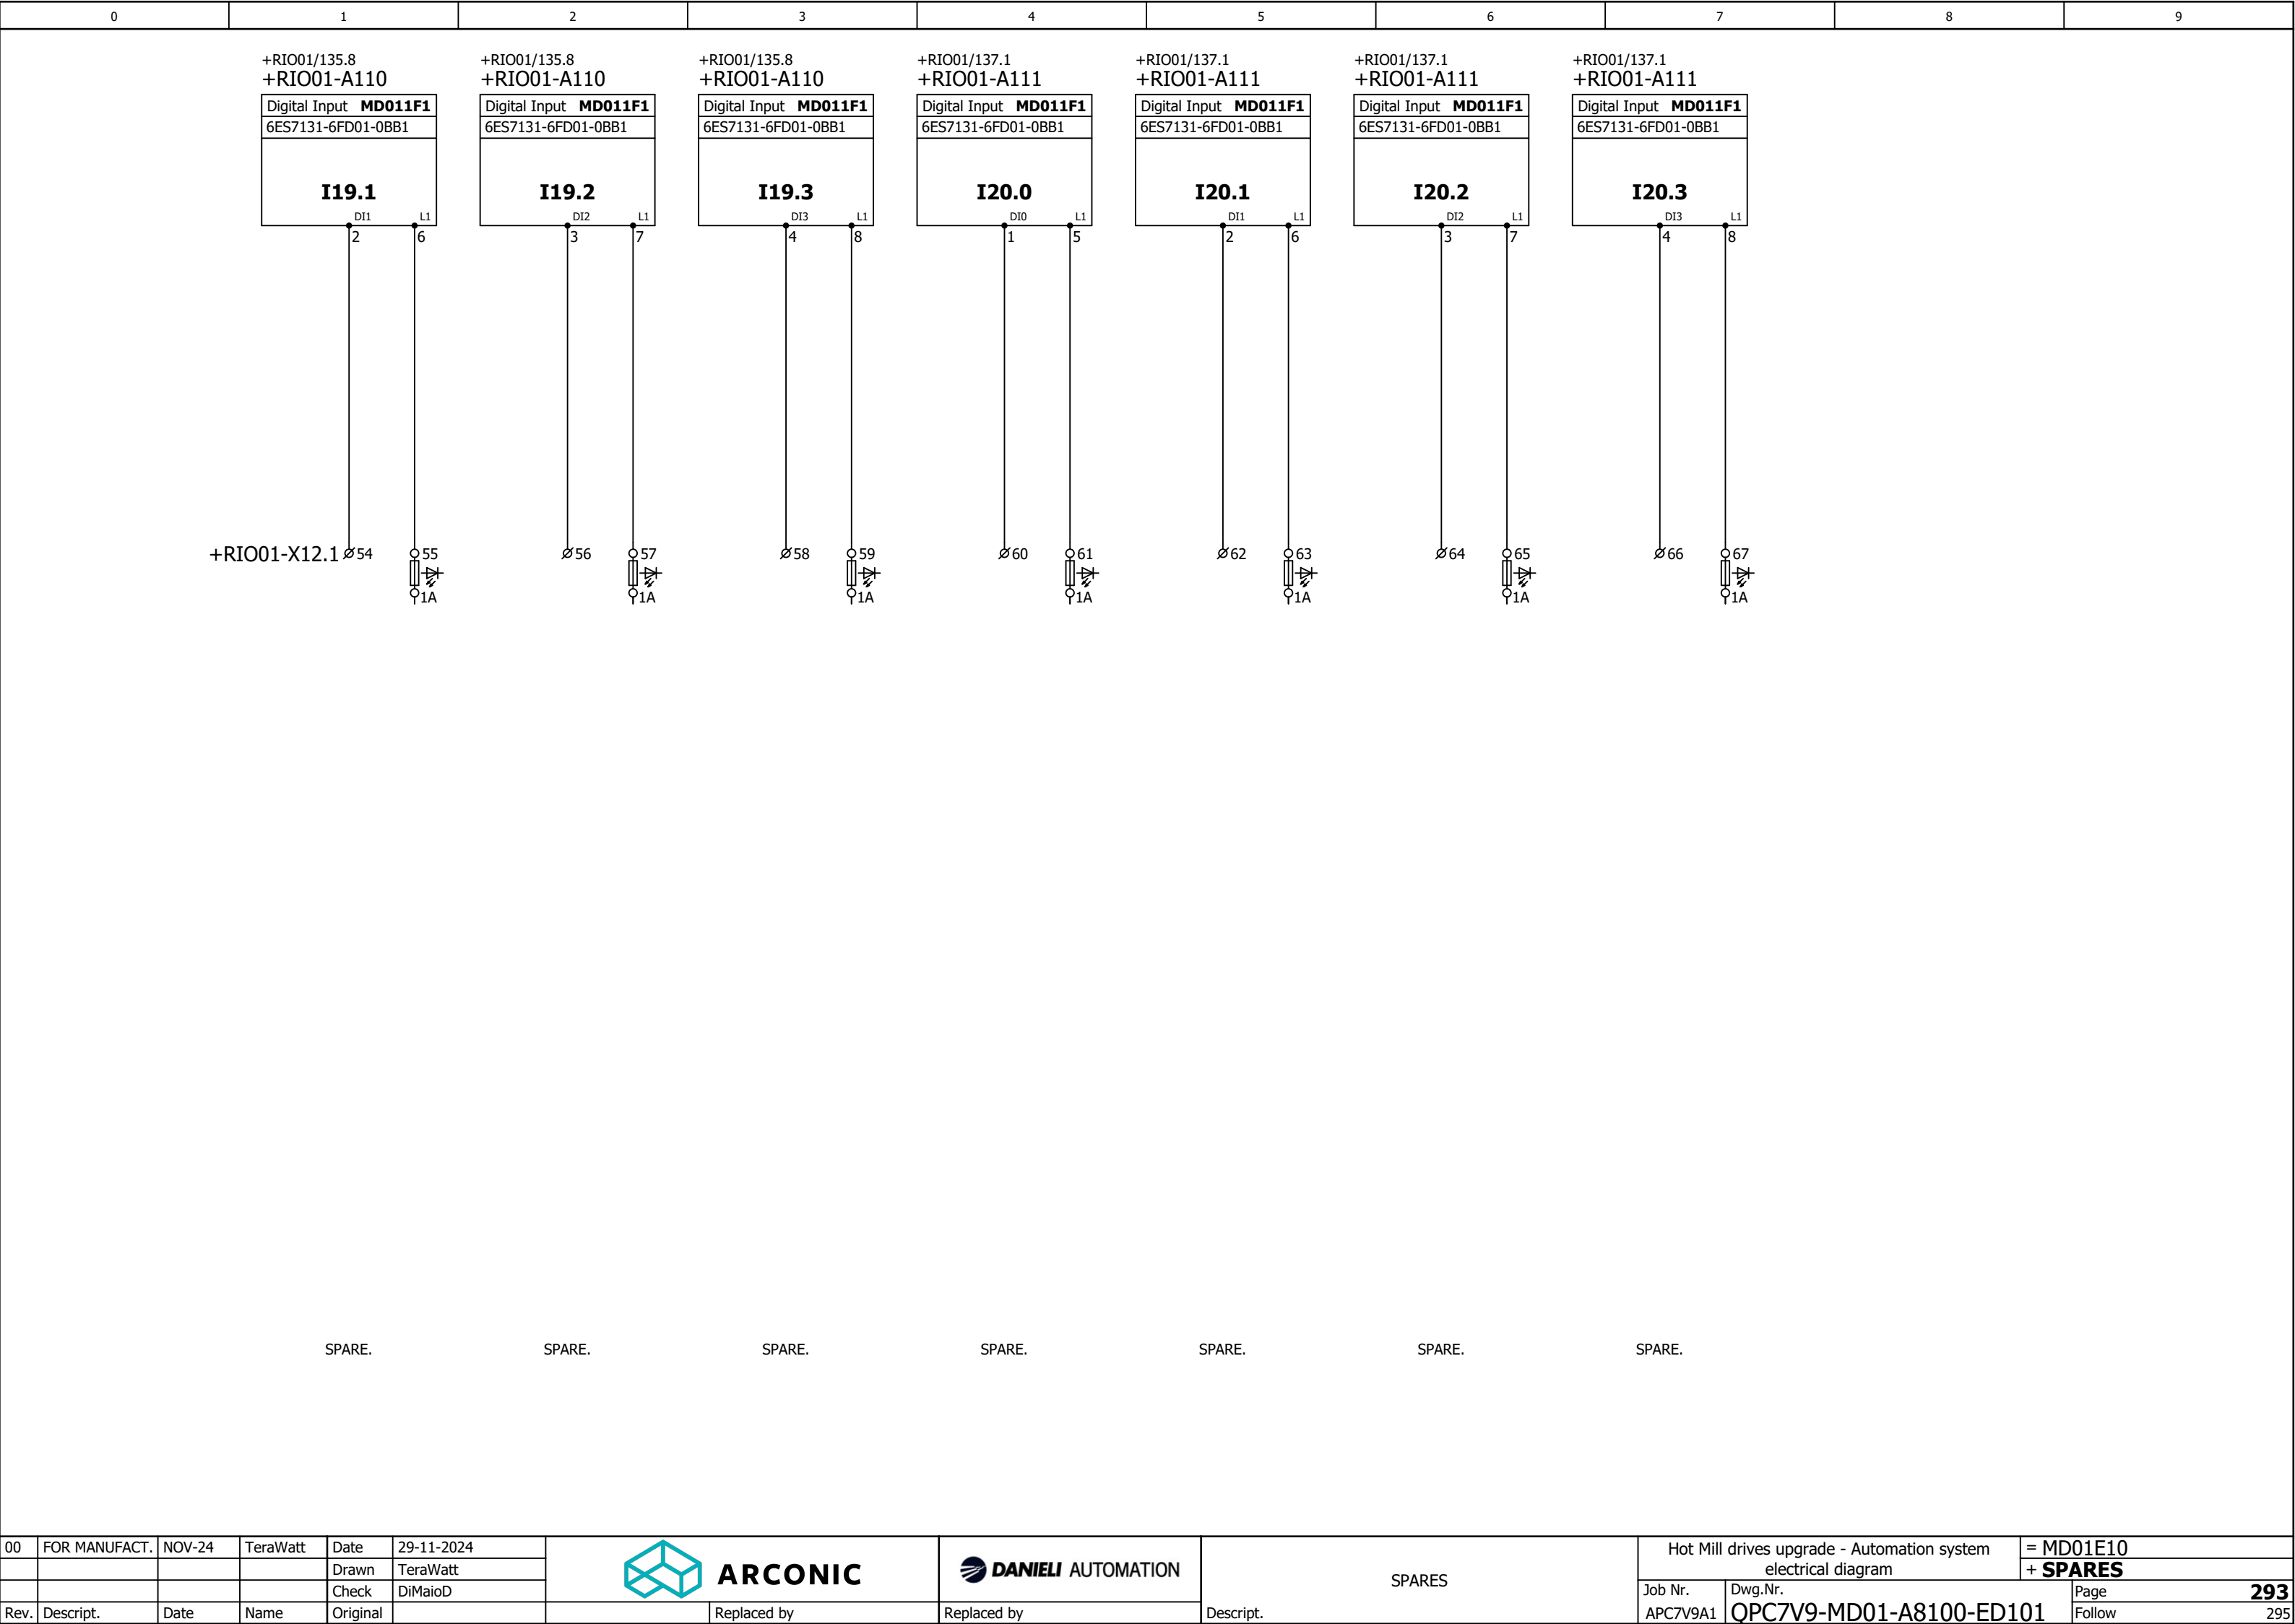 0 1 2 3 4 5 6 7 8 9
+RIO01/135.8 +RIO01/135.8 +RIO01/135.8 +RIO01/137.1 +RIO01/137.1 +RIO01/137.1 +RIO01/137.1
+RIO01-A110 +RIO01-A110 +RIO01-A110 +RIO01-A111 +RIO01-A111 +RIO01-A111 +RIO01-A111
Digital Input MD011F1 Digital Input MD011F1 Digital Input MD011F1 Digital Input MD011F1 Digital Input MD011F1 Digital Input MD011F1 Digital Input MD011F1
6ES7131-6FD01-0BB1 6ES7131-6FD01-0BB1 6ES7131-6FD01-0BB1 6ES7131-6FD01-0BB1 6ES7131-6FD01-0BB1 6ES7131-6FD01-0BB1 6ES7131-6FD01-0BB1
I19.1 I19.2 I19.3 I20.0 I20.1 I20.2 I20.3
DI1 L1 DI2 L1 DI3 L1 DI0 L1 DI1 L1 DI2 L1 DI3 L1
2 6 3 7 4 8 1 5 2 6 3 7 4 8
+RIO01-X12.1 54 55 56 57 58 59 60 61 62 63 64 65 66 67
1A 1A 1A 1A 1A 1A 1A
SPARE. SPARE. SPARE. SPARE. SPARE. SPARE. SPARE.
00 FOR MANUFACT. NOV-24 TeraWatt Date 29-11-2024
Drawn TeraWatt
Check DiMaioD
Rev. Descript. Date Name Original
ARCONIC
Replaced by
DANIELI AUTOMATION
Replaced by
SPARES
Descript.
Hot Mill drives upgrade - Automation system
electrical diagram
= MD01E10
+ SPARES
Job Nr. Dwg.Nr. Page 293
APC7V9A1 QPC7V9-MD01-A8100-ED101 Follow 295